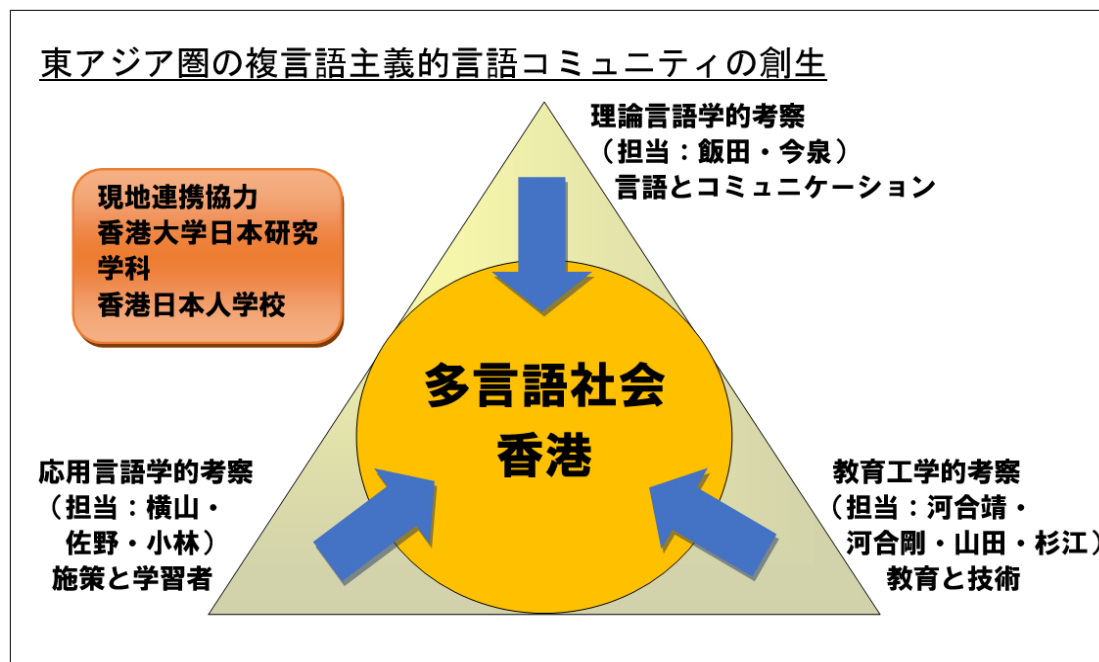 東アジア圏の複言語主義的言語コミュニティの創生
理論言語学的考察
（担当：飯田・今泉）
言語とコミュニケーション
現地連携協力
香港大学日本研究
学科
香港日本人学校
多言語社会
香港
応用言語学的考察
（担当：横山・
佐野・小林）
施策と学習者
教育工学的考察
（担当：河合靖・
河合剛・山田・杉江）
教育と技術